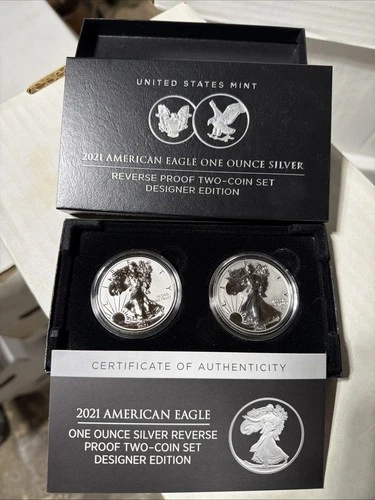 UNITED STATES MINT
2021 AMERICAN EAGLE ONE OUNCE SILVER
REVERSE PROOF TWO-COIN SET
DESIGNER EDITION
CERTIFICATE OF AUTHENTICITY
2021 AMERICAN EAGLE
ONE OUNCE SILVER REVERSE
PROOF TWO-COIN SET
DESIGNER EDITION